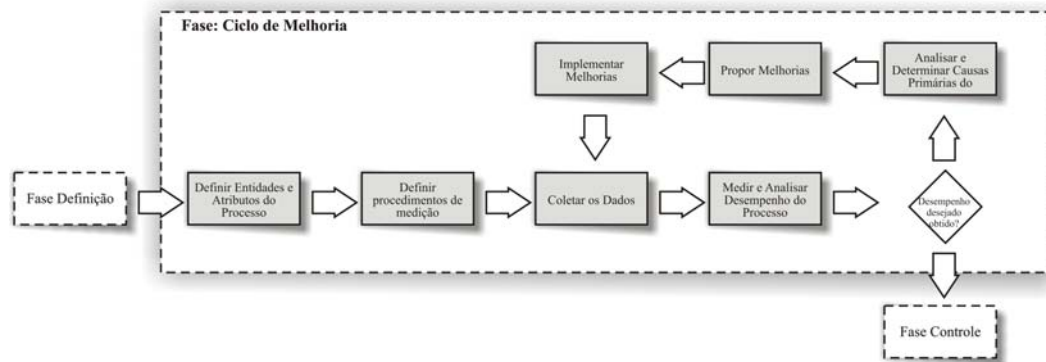 Fase: Ciclo de Melhoria
Implementar
Melhorias
Propor Melhorias
Analisar e
Determinar Causas
Primárias do
Fase Definição
Definir Entidades e
Atributos do
Processo
Definir
procedimentos de
medição
Coletar os Dados
Medir e Analisar
Desempenho do
Processo
Desempenho
desejado
obtido?
Fase Controle